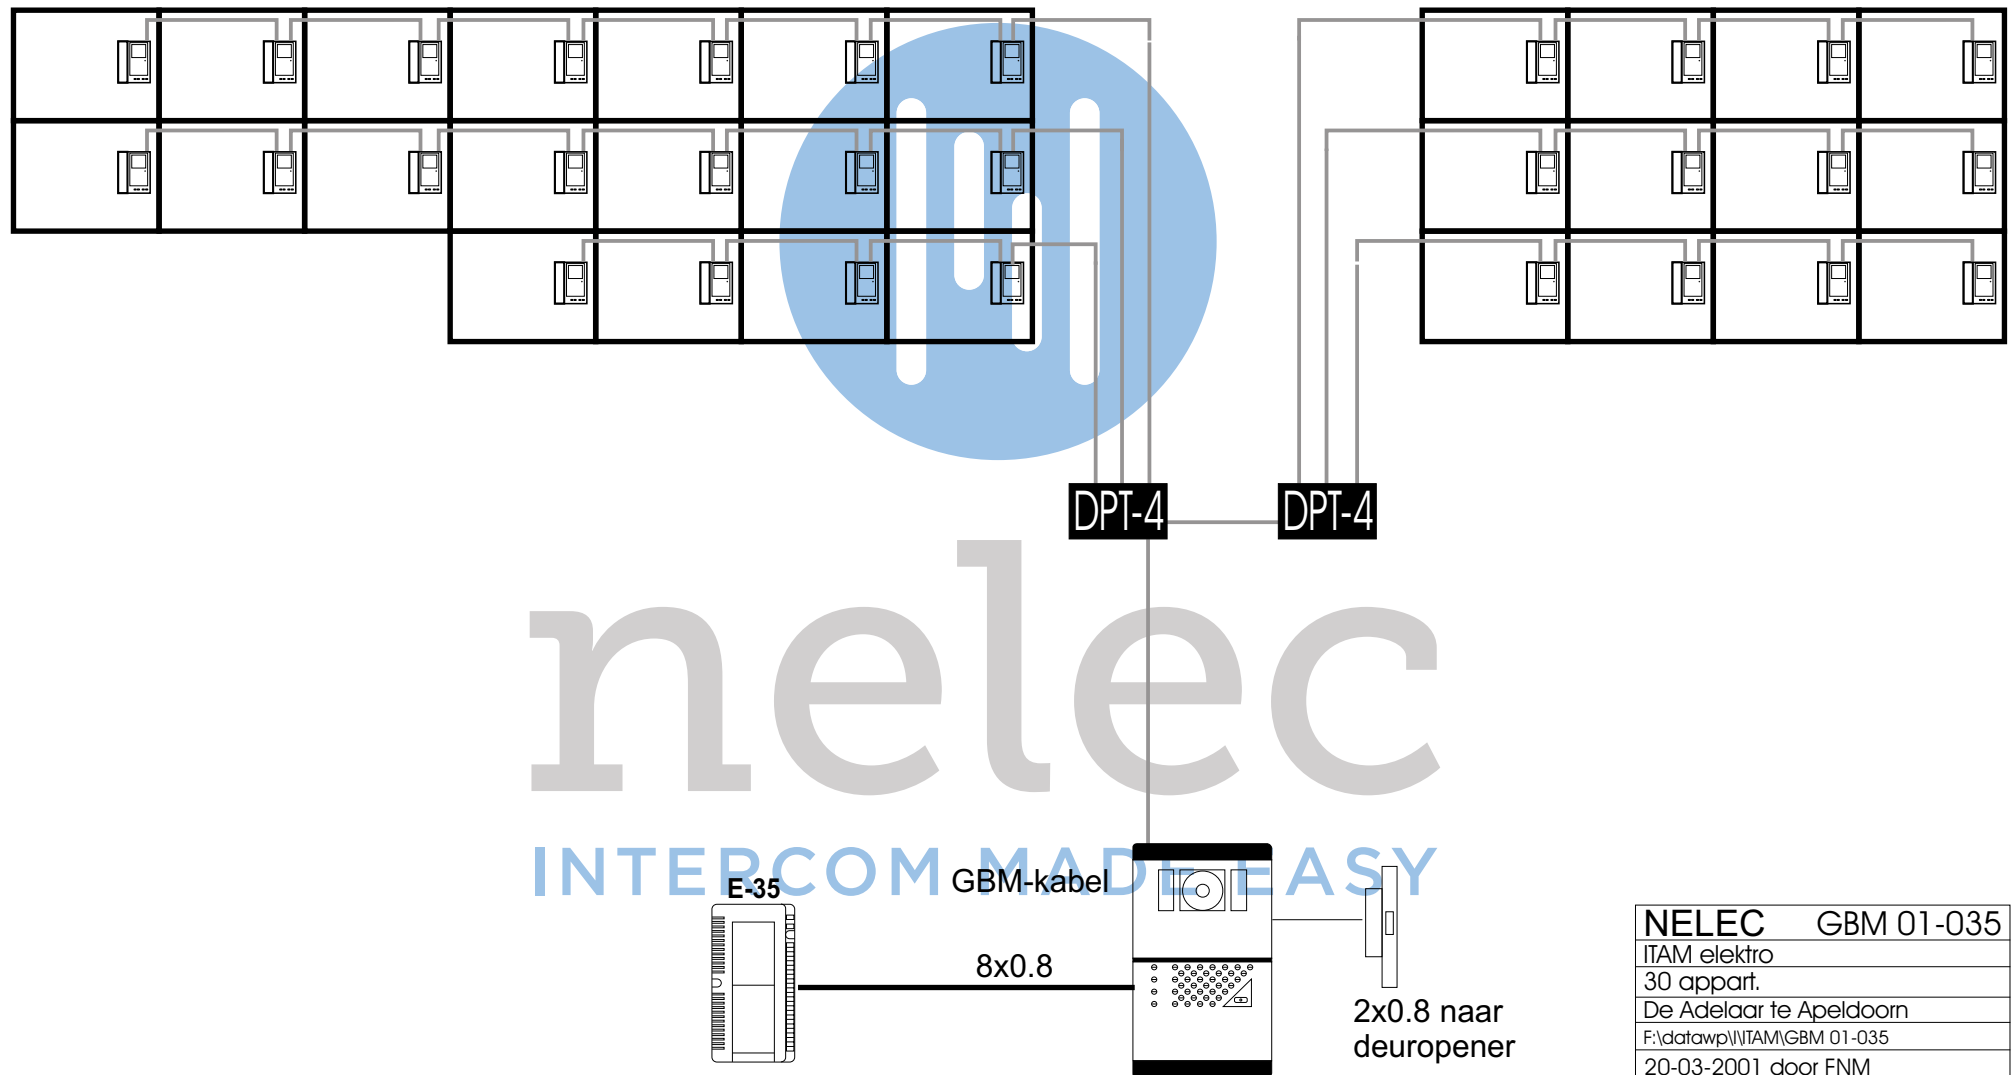 DPT-4
DPT-4
nelec
INTERCOM MADE EASY
E-35
GBM-kabel
8x0.8
2x0.8 naar
deuropener
NELEC GBM 01-035
ITAM elektro
30 appart.
De Adelaar te Apeldoorn
F:\datawp\I\ITAM\GBM 01-035
20-03-2001 door FNM